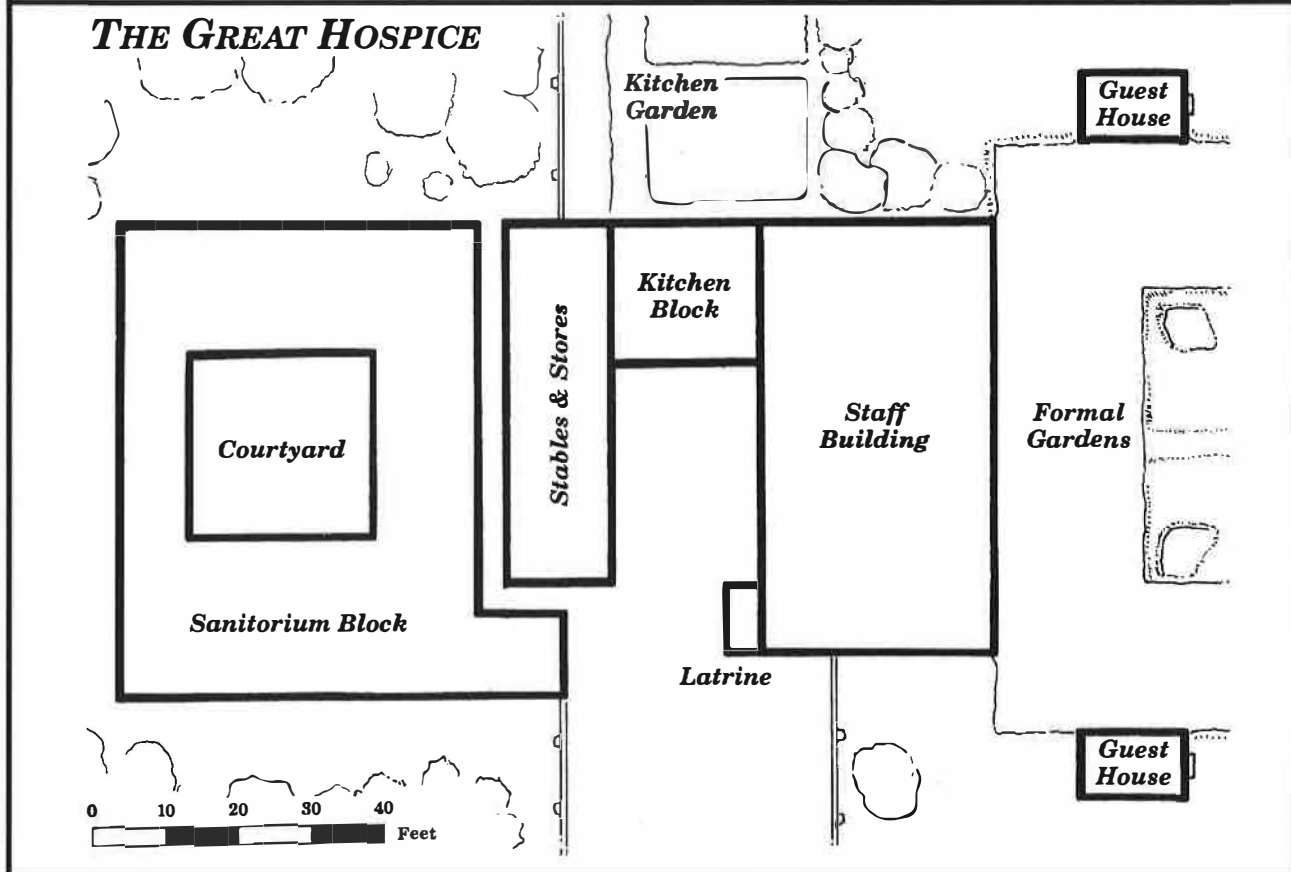 THE GREAT HOSPICE
Kitchen
Garden
Guest
House
Kitchen
Block
Stables & Stores
Staff
Building
Formal
Gardens
Courtyard
Sanitorium Block
Latrine
Guest
House
0 10 20 30 40
Feet